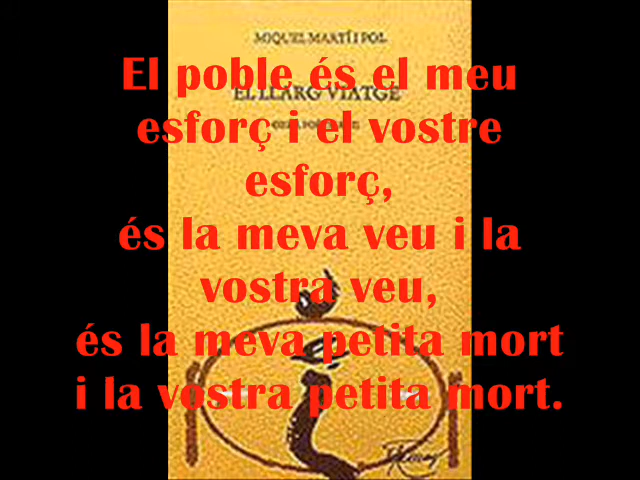 MIQUEL MARTÍ I POL
El poble és el meu
EL LLARG VIATGE
esforç i el vostre
esforç,
és la meva veu i la
vostra veu,
és la meva petita mort
i la vostra petita mort.